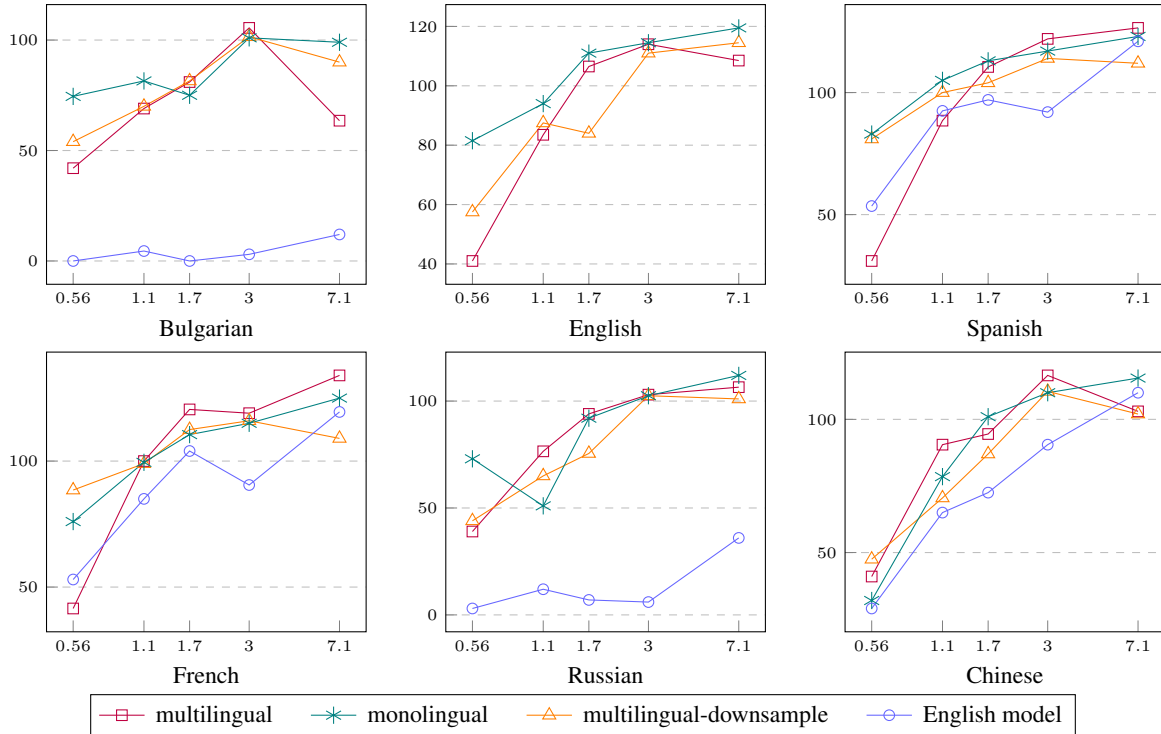 100
50
0
0.56 1.1 1.7 3 7.1
Bulgarian
120
100
80
60
40
0.56 1.1 1.7 3 7.1
English
100
50
0.56 1.1 1.7 3 7.1
Spanish
100
50
0.56 1.1 1.7 3 7.1
French
100
50
0
0.56 1.1 1.7 3 7.1
Russian
100
50
0.56 1.1 1.7 3 7.1
Chinese
multilingual monolingual multilingual-downsample English model